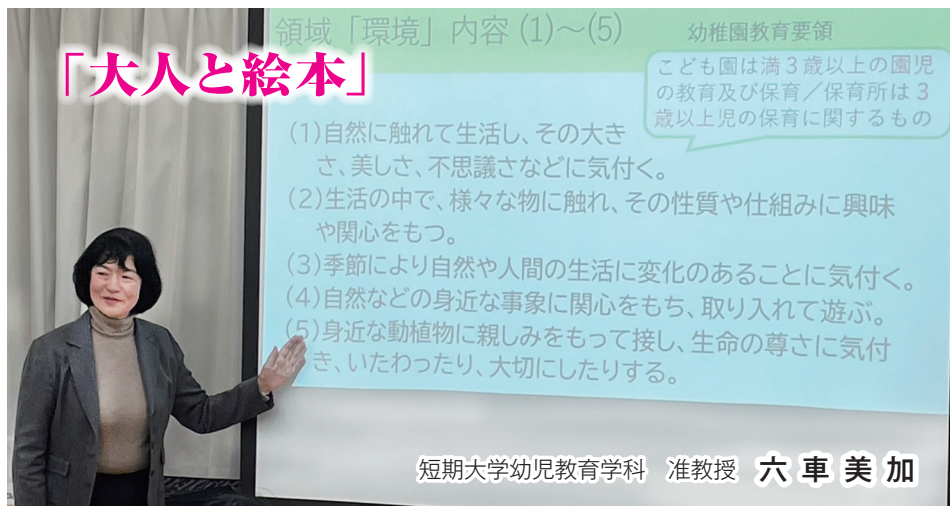 領域「環境」内容(1)～(5)
幼稚園教育要領
「大人と絵本」
こども園は満3歳以上の園児
の教育及び保育／保育所は3
歳以上児の保育に関するもの
(1)自然に触れて生活し、その大き
さ、美しさ、不思議さなどに気付く。
(2)生活の中で、様々な物に触れ、その性質や仕組みに興味
や関心をもつ。
(3)季節により自然や人間の生活に変化のあることに気付く。
(4)自然などの身近な事象に関心をもち、取り入れて遊ぶ。
(5)身近な動植物に親しみをもって接し、生命の尊さに気付
き、いたわったり、大切にしたりする。
短期大学幼児教育学科　准教授　六車美加